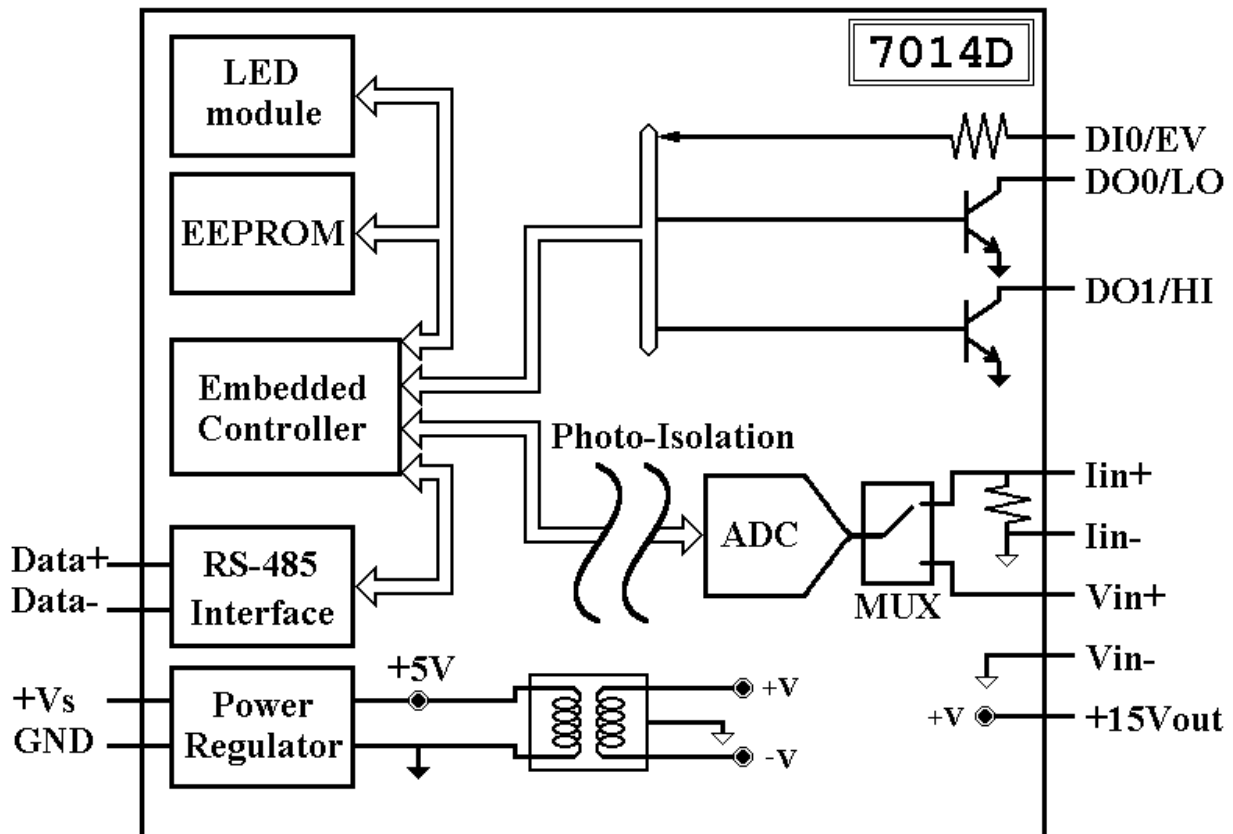 7014D
LED
module
EEPROM
Embedded
Controller
RS-485
Interface
Power
Regulator
Data+
Data-
+Vs
GND
+5V
+V
-V
Photo-Isolation
ADC
MUX
DI0/EV
DO0/LO
DO1/HI
Iin+
Iin-
Vin+
Vin-
+V
+15Vout